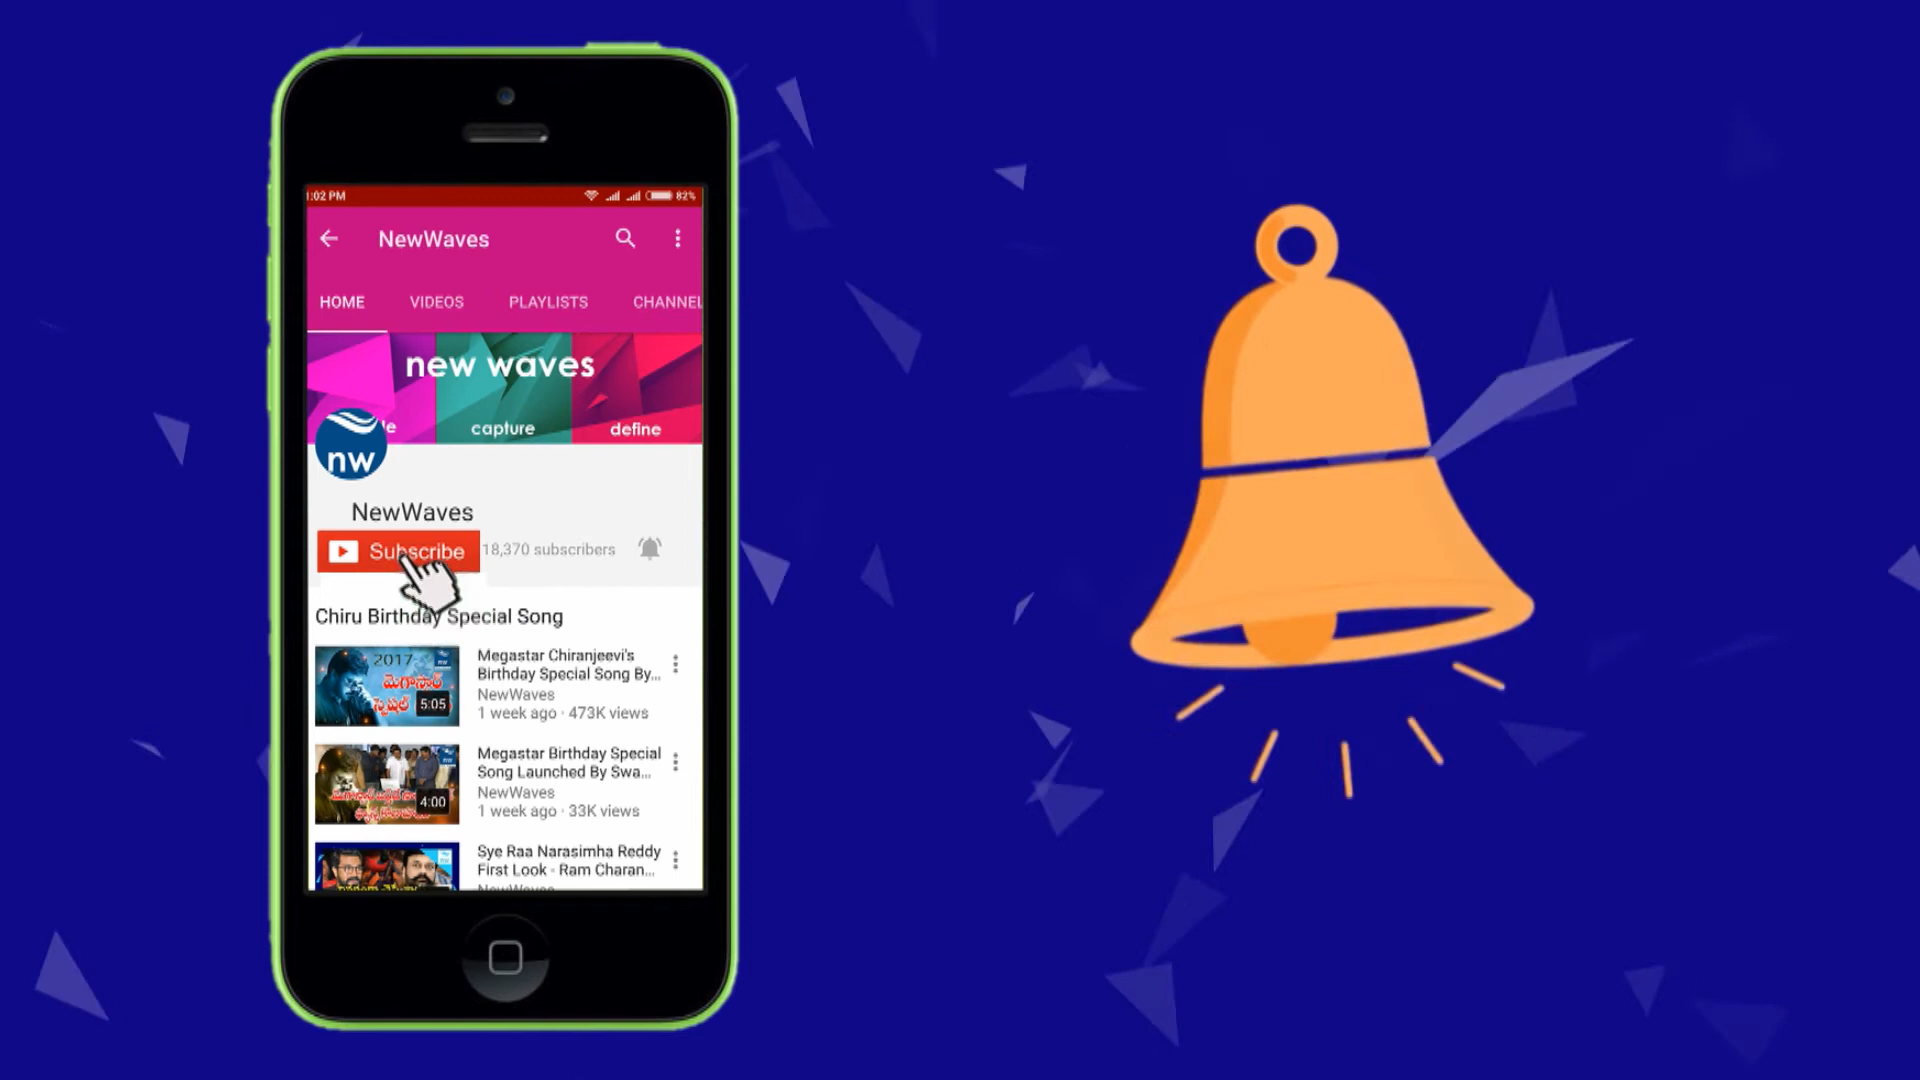 1:02 PM
82%
NewWaves
HOME VIDEOS PLAYLISTS CHANNEL
new waves
capture define
nw
NewWaves
Subscribe 18,370 subscribers
Chiru Birthday Special Song
2017
మెగాస్టార్
స్పెషల్
5:05
Megastar Chiranjeevi's
Birthday Special Song By...
NewWaves
1 week ago · 473K views
4:00
Megastar Birthday Special
Song Launched By Swa...
NewWaves
1 week ago · 33K views
Sye Raa Narasimha Reddy
First Look - Ram Charan...
NewWaves